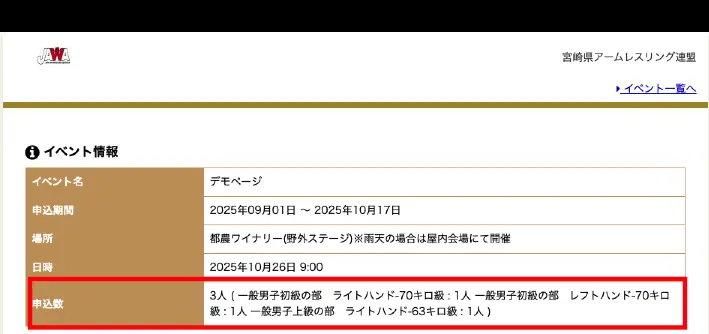 JAWA
宮崎県アームレスリング連盟
イベント一覧へ
イベント情報
イベント名 デモページ
申込期間 2025年09月01日 ～ 2025年10月17日
場所 都農ワイナリー(野外ステージ)※雨天の場合は屋内会場にて開催
日時 2025年10月26日 9:00
申込数 3人 ( 一般男子初級の部　ライトハンド-70キロ級 : 1人 一般男子初級の部　レフトハンド-70キロ
級 : 1人 一般男子上級の部　ライトハンド-63キロ級 : 1人 )